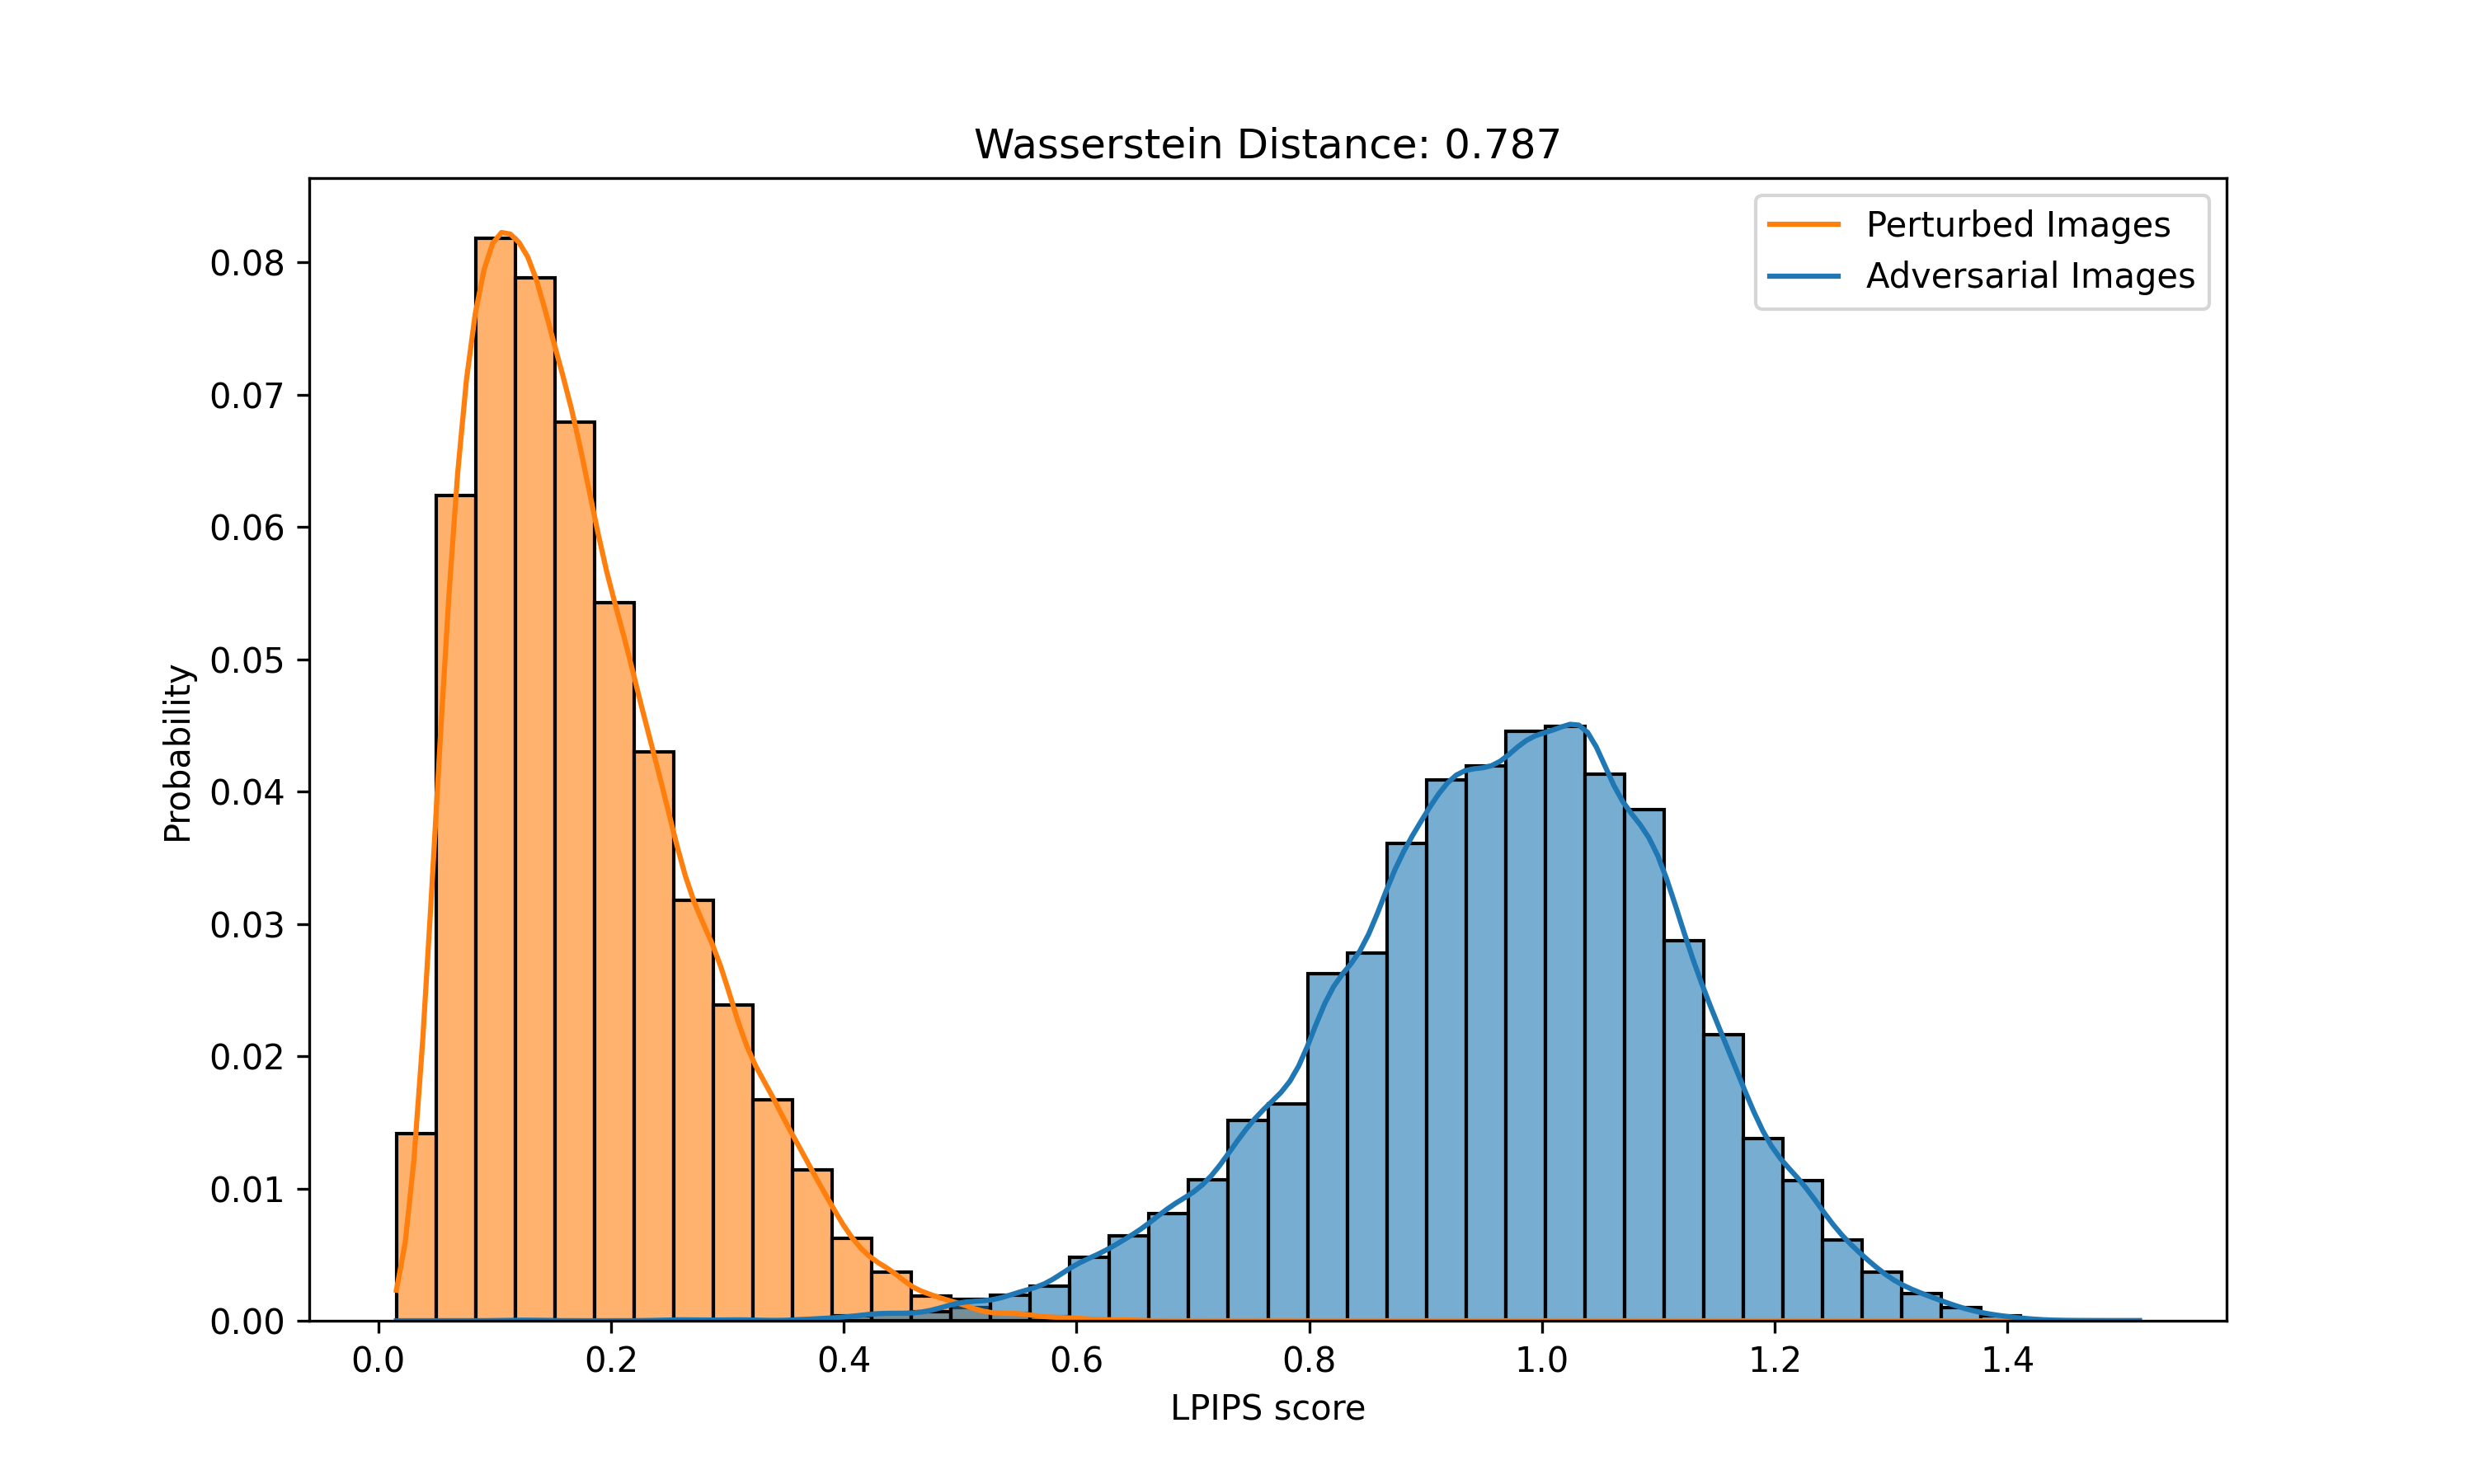 Wasserstein Distance: 0.787
Perturbed Images
Adversarial Images
Probability
0.08
0.07
0.06
0.05
0.04
0.03
0.02
0.01
0.00
0.0 0.2 0.4 0.6 0.8 1.0 1.2 1.4
LPIPS score